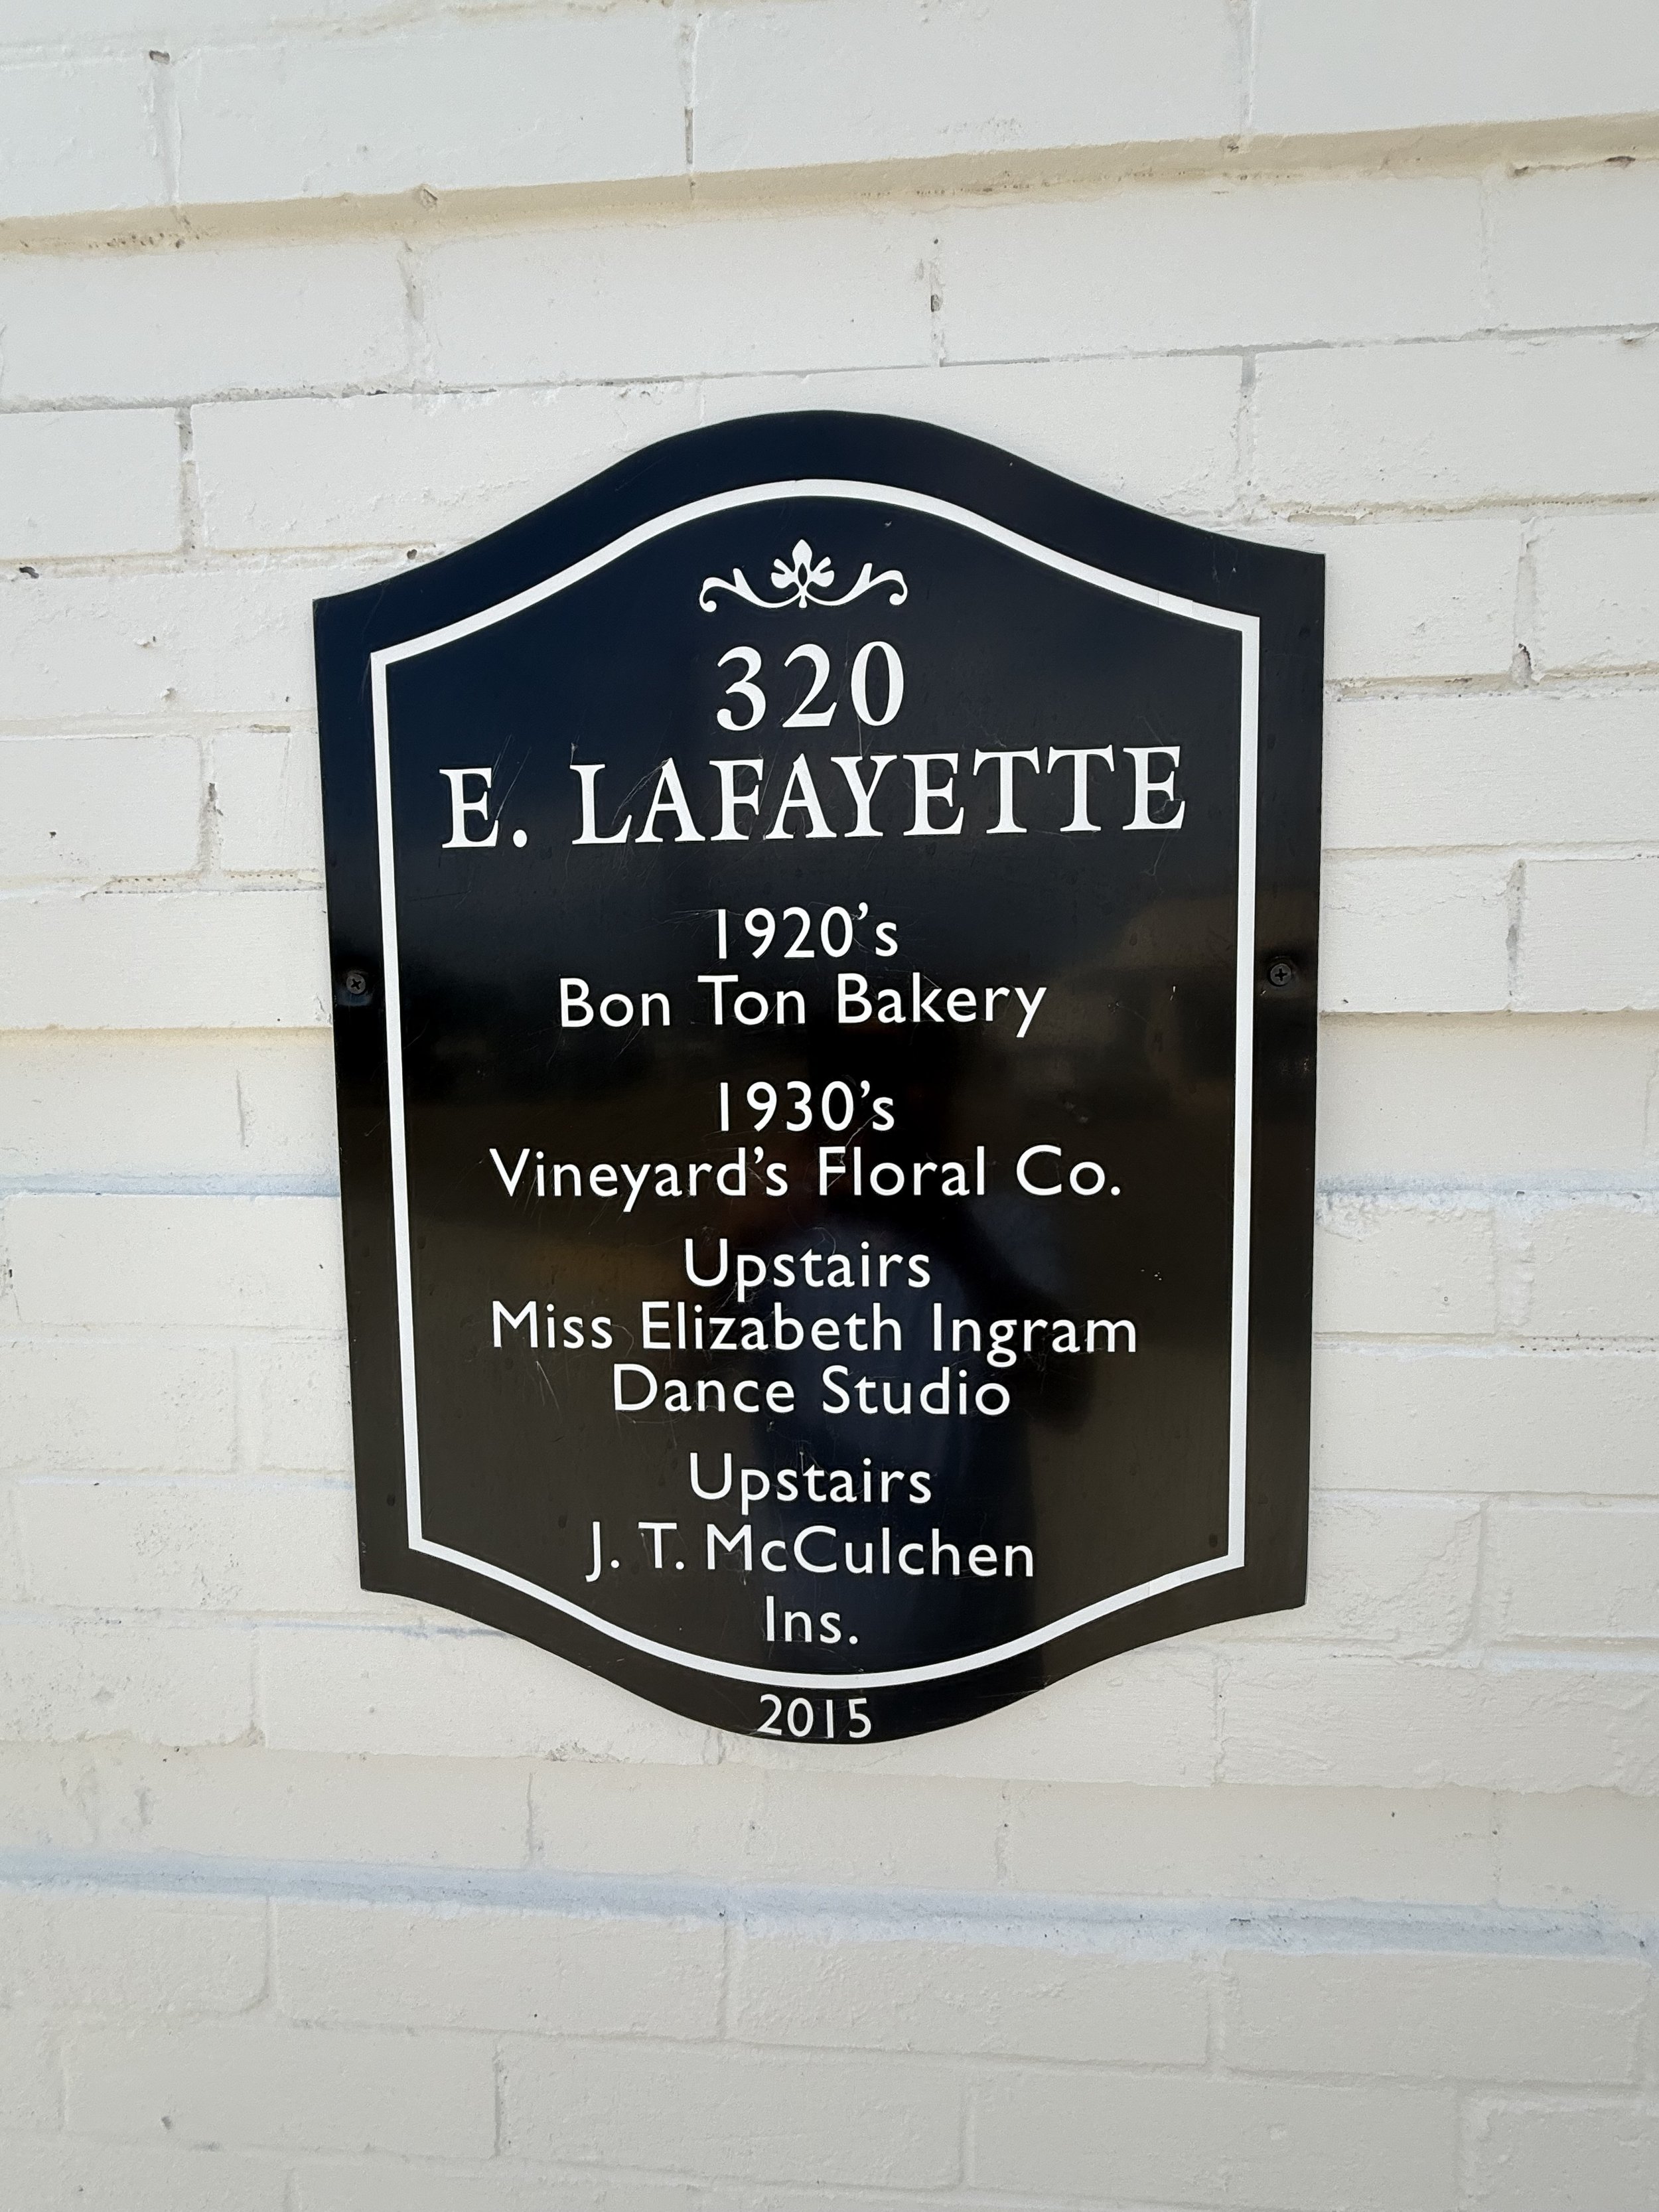 320
E. LAFAYETTE
1920's
Bon Ton Bakery
1930's
Vineyard's Floral Co.
Upstairs
Miss Elizabeth Ingram
Dance Studio
Upstairs
J. T. McCulchen
Ins.
2015